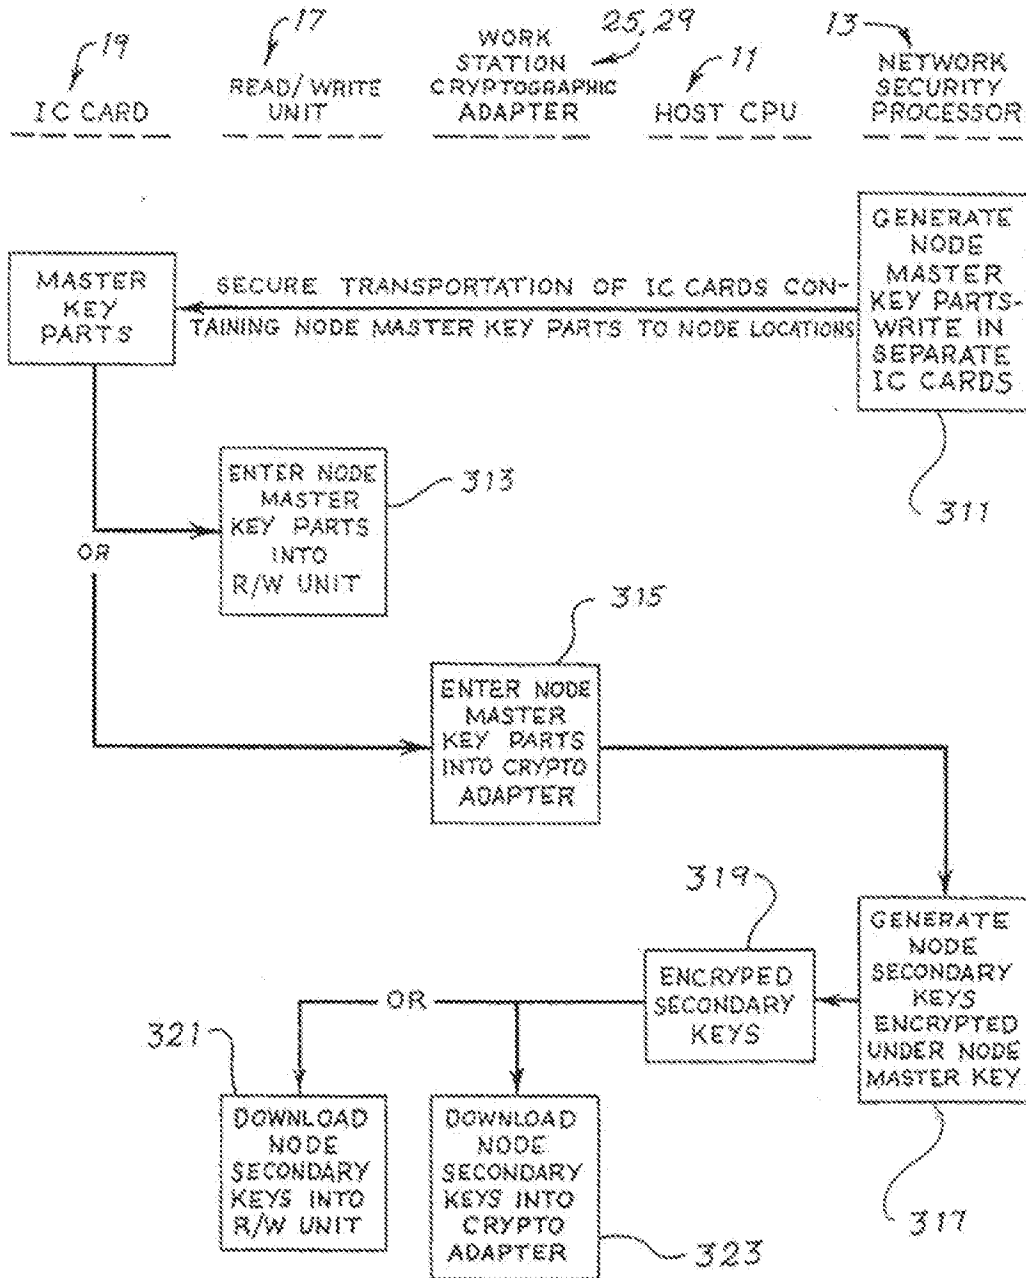 19
IC CARD
17
READ/WRITE
UNIT
25, 29
WORK
STATION
CRYPTOGRAPHIC
ADAPTER
11
HOST CPU
13
NETWORK
SECURITY
PROCESSOR
GENERATE
NODE
MASTER
KEY PARTS-
WRITE IN
SEPARATE
IC CARDS
311
SECURE TRANSPORTATION OF IC CARDS CON-
TAINING NODE MASTER KEY PARTS TO NODE LOCATIONS
MASTER
KEY
PARTS
OR
ENTER NODE
MASTER
KEY PARTS
INTO
R/W UNIT
313
315
ENTER NODE
MASTER
KEY PARTS
INTO CRYPTO
ADAPTER
GENERATE
NODE
SECONDARY
KEYS
ENCRYPTED
UNDER NODE
MASTER KEY
317
319
ENCRYPED
SECONDARY
KEYS
OR
321
DOWNLOAD
NODE
SECONDARY
KEYS INTO
R/W UNIT
DOWNLOAD
NODE
SECONDARY
KEYS INTO
CRYPTO
ADAPTER
323